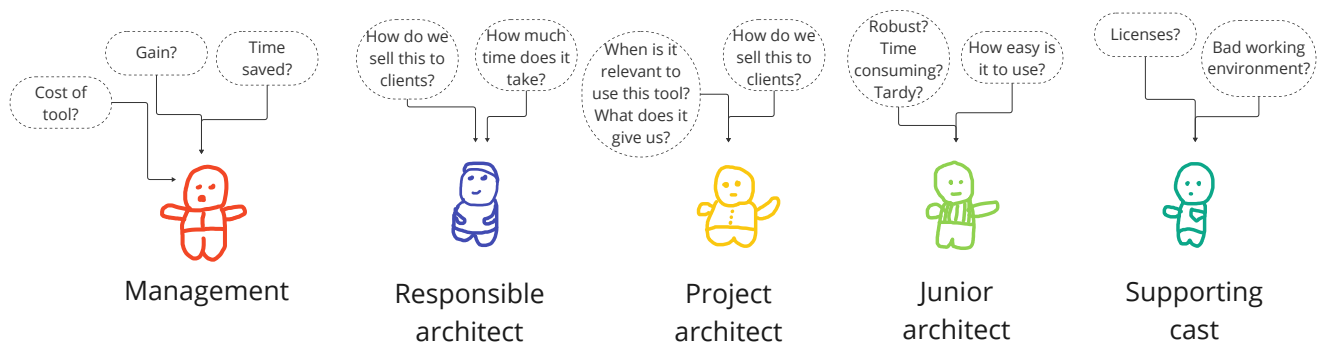 Cost of
tool?
Gain?
Time
saved?
Management
How do we
sell this to
clients?
How much
time does it
take?
Responsible
architect
When is it
relevant to
use this tool?
What does it
give us?
How do we
sell this to
clients?
Project
architect
Robust?
Time
consuming?
Tardy?
How easy is
it to use?
Junior
architect
Licenses?
Bad working
environment?
Supporting
cast